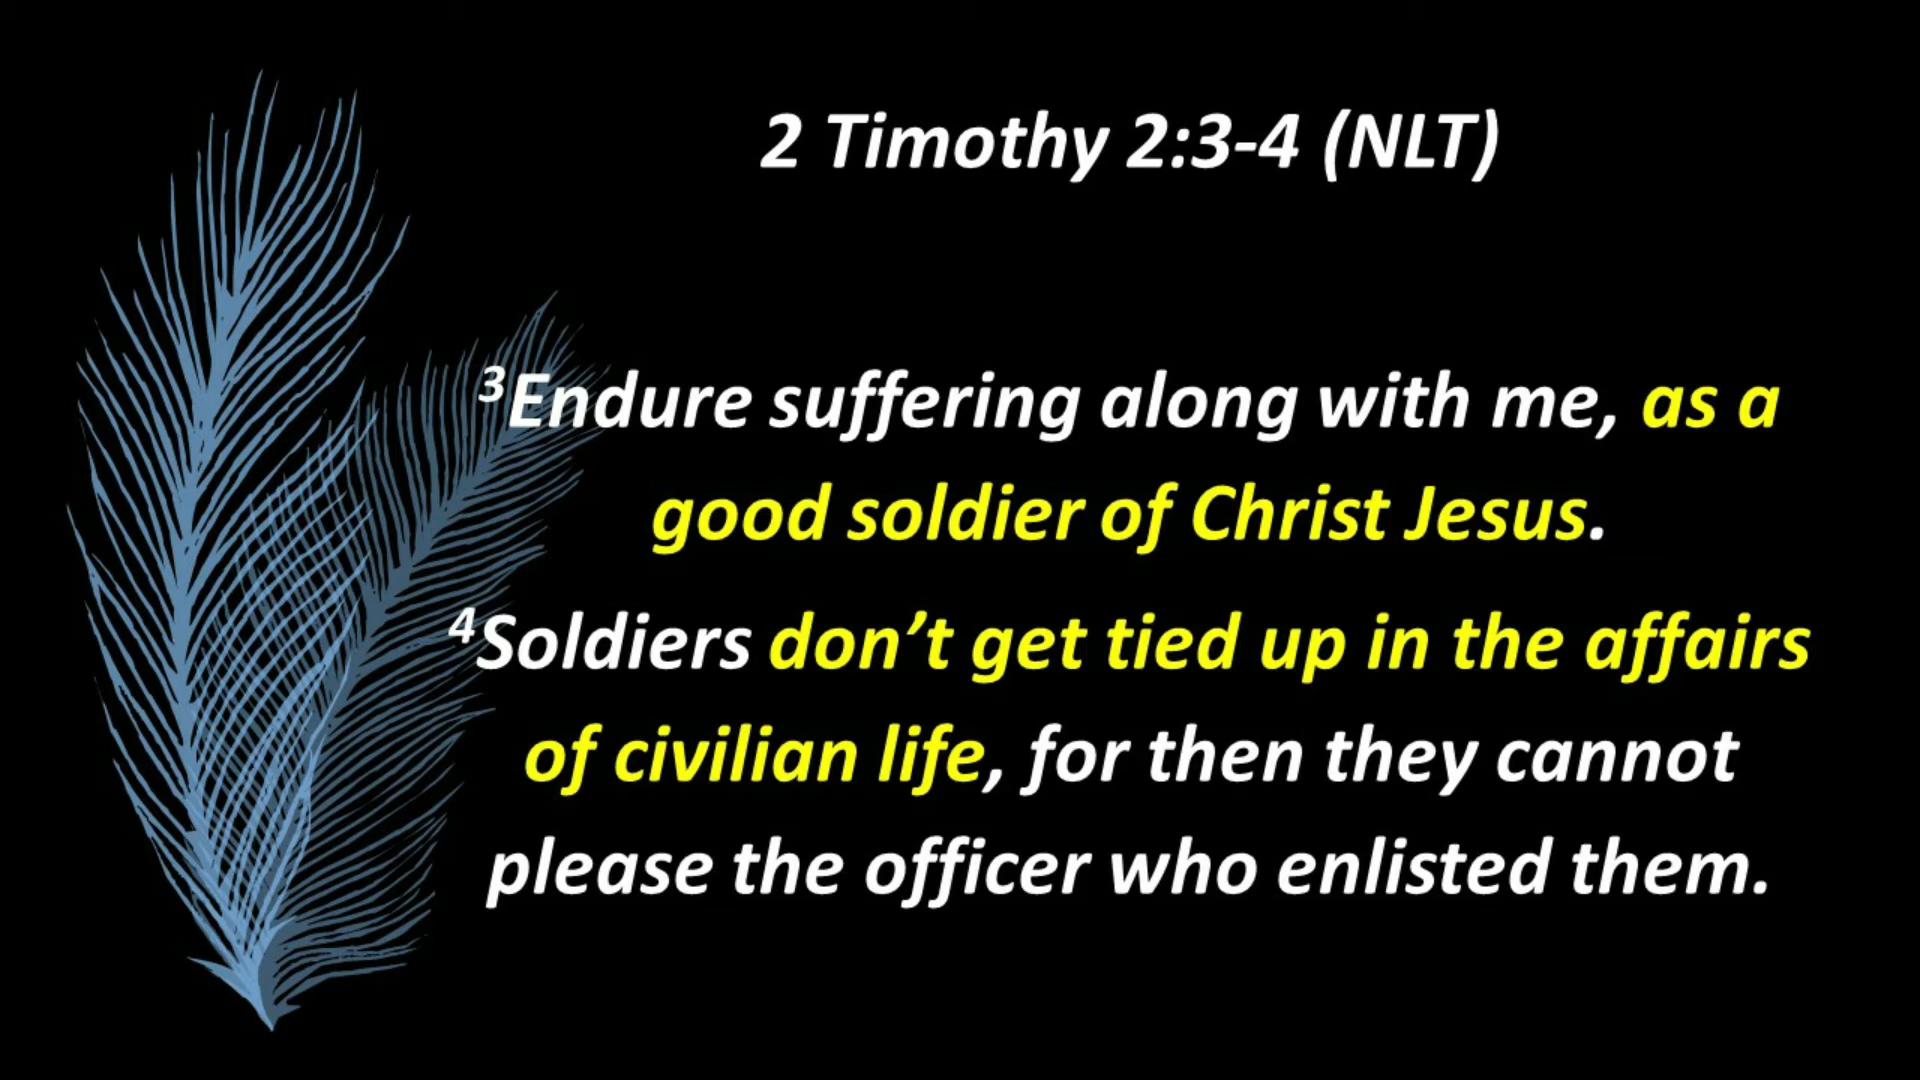 2 Timothy 2:3-4 (NLT)
³Endure suffering along with me, as a
good soldier of Christ Jesus.
⁴Soldiers don’t get tied up in the affairs
of civilian life, for then they cannot
please the officer who enlisted them.